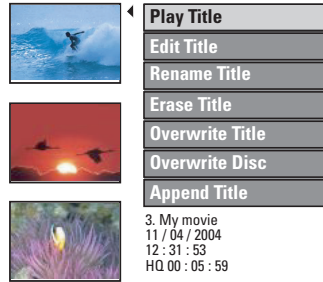 Play Title
Edit Title
Rename Title
Erase Title
Overwrite Title
Overwrite Disc
Append Title
3. My movie
11 / 04 / 2004
12 : 31 : 53
HQ 00 : 05 : 59